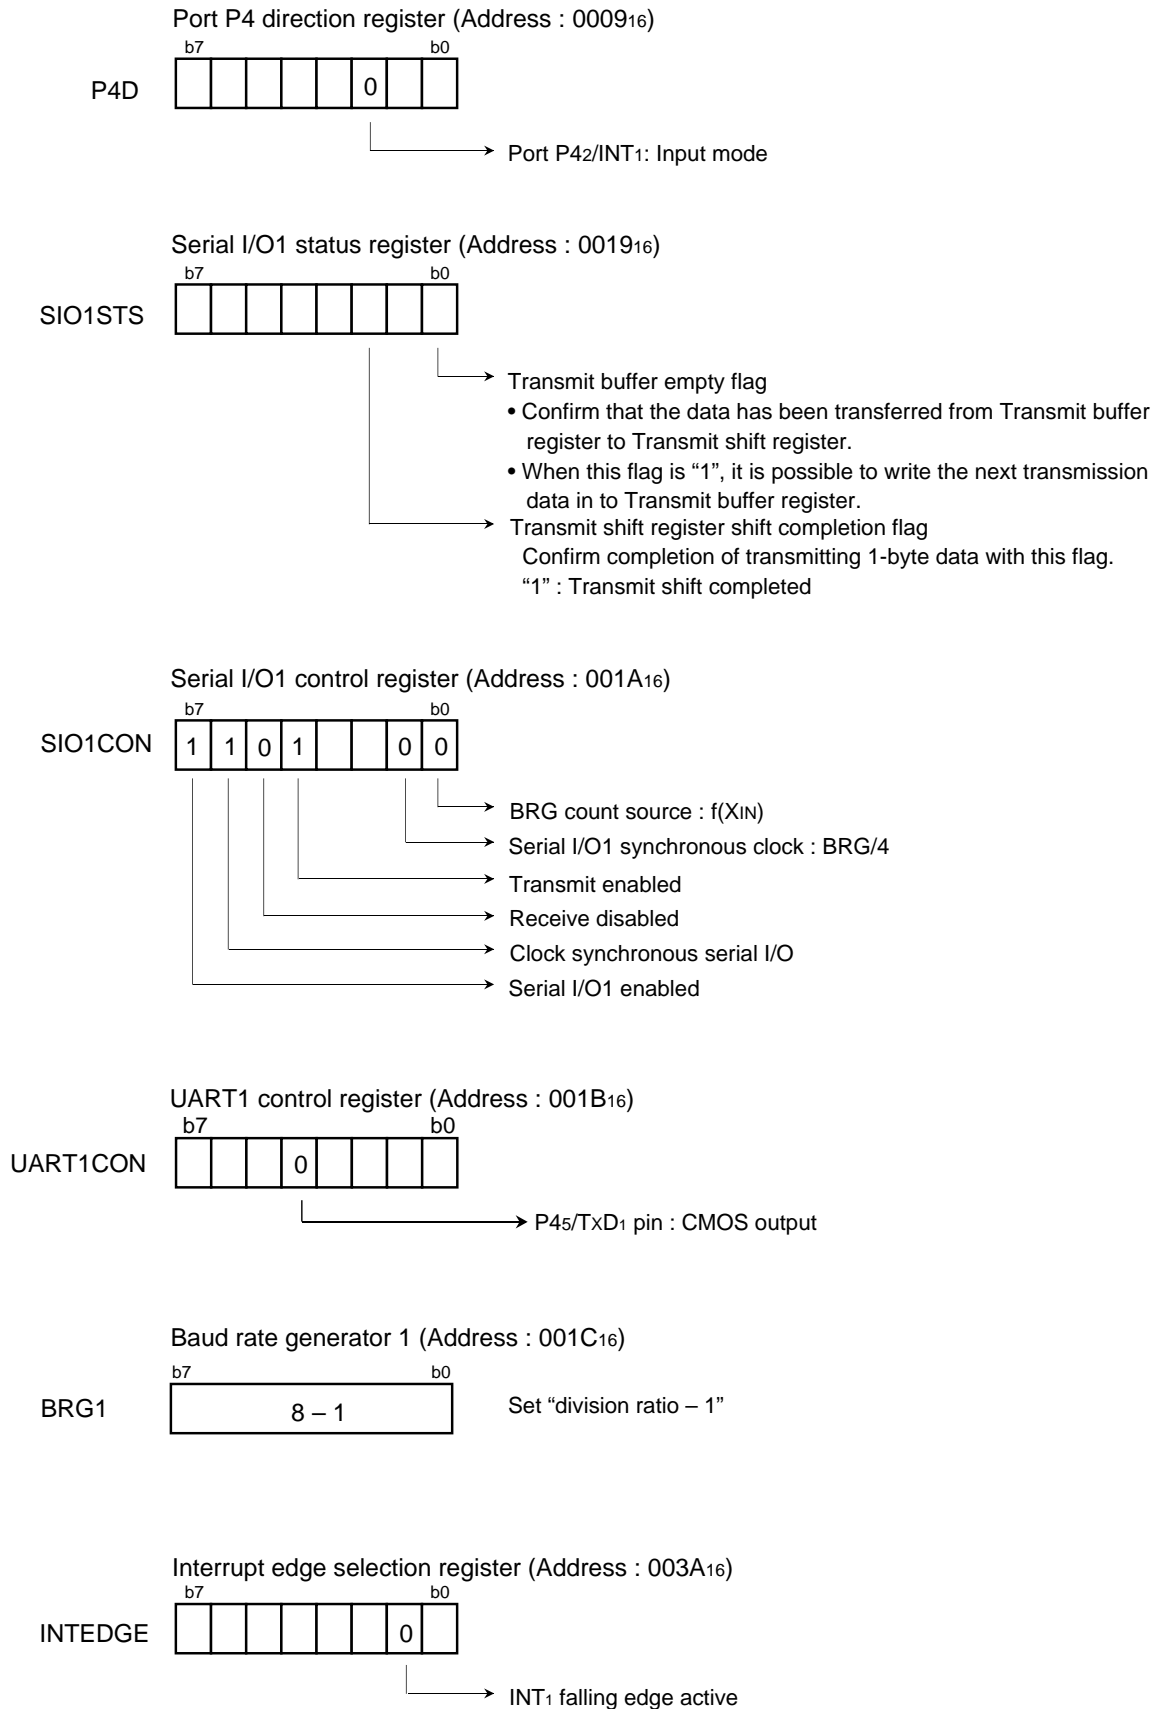 Port P4 direction register (Address : 000916)
b7 b0
P4D 0
Port P42/INT1: Input mode
Serial I/O1 status register (Address : 001916)
b7 b0
SIO1STS
Transmit buffer empty flag
• Confirm that the data has been transferred from Transmit buffer
register to Transmit shift register.
• When this flag is “1”, it is possible to write the next transmission
data in to Transmit buffer register.
Transmit shift register shift completion flag
Confirm completion of transmitting 1-byte data with this flag.
“1” : Transmit shift completed
Serial I/O1 control register (Address : 001A16)
b7 b0
SIO1CON 1 1 0 1 0 0
BRG count source : f(XIN)
Serial I/O1 synchronous clock : BRG/4
Transmit enabled
Receive disabled
Clock synchronous serial I/O
Serial I/O1 enabled
UART1 control register (Address : 001B16)
b7 b0
UART1CON 0
P45/TXD1 pin : CMOS output
Baud rate generator 1 (Address : 001C16)
b7 b0
BRG1 8 – 1 Set “division ratio – 1”
Interrupt edge selection register (Address : 003A16)
b7 b0
INTEDGE 0
INT1 falling edge active